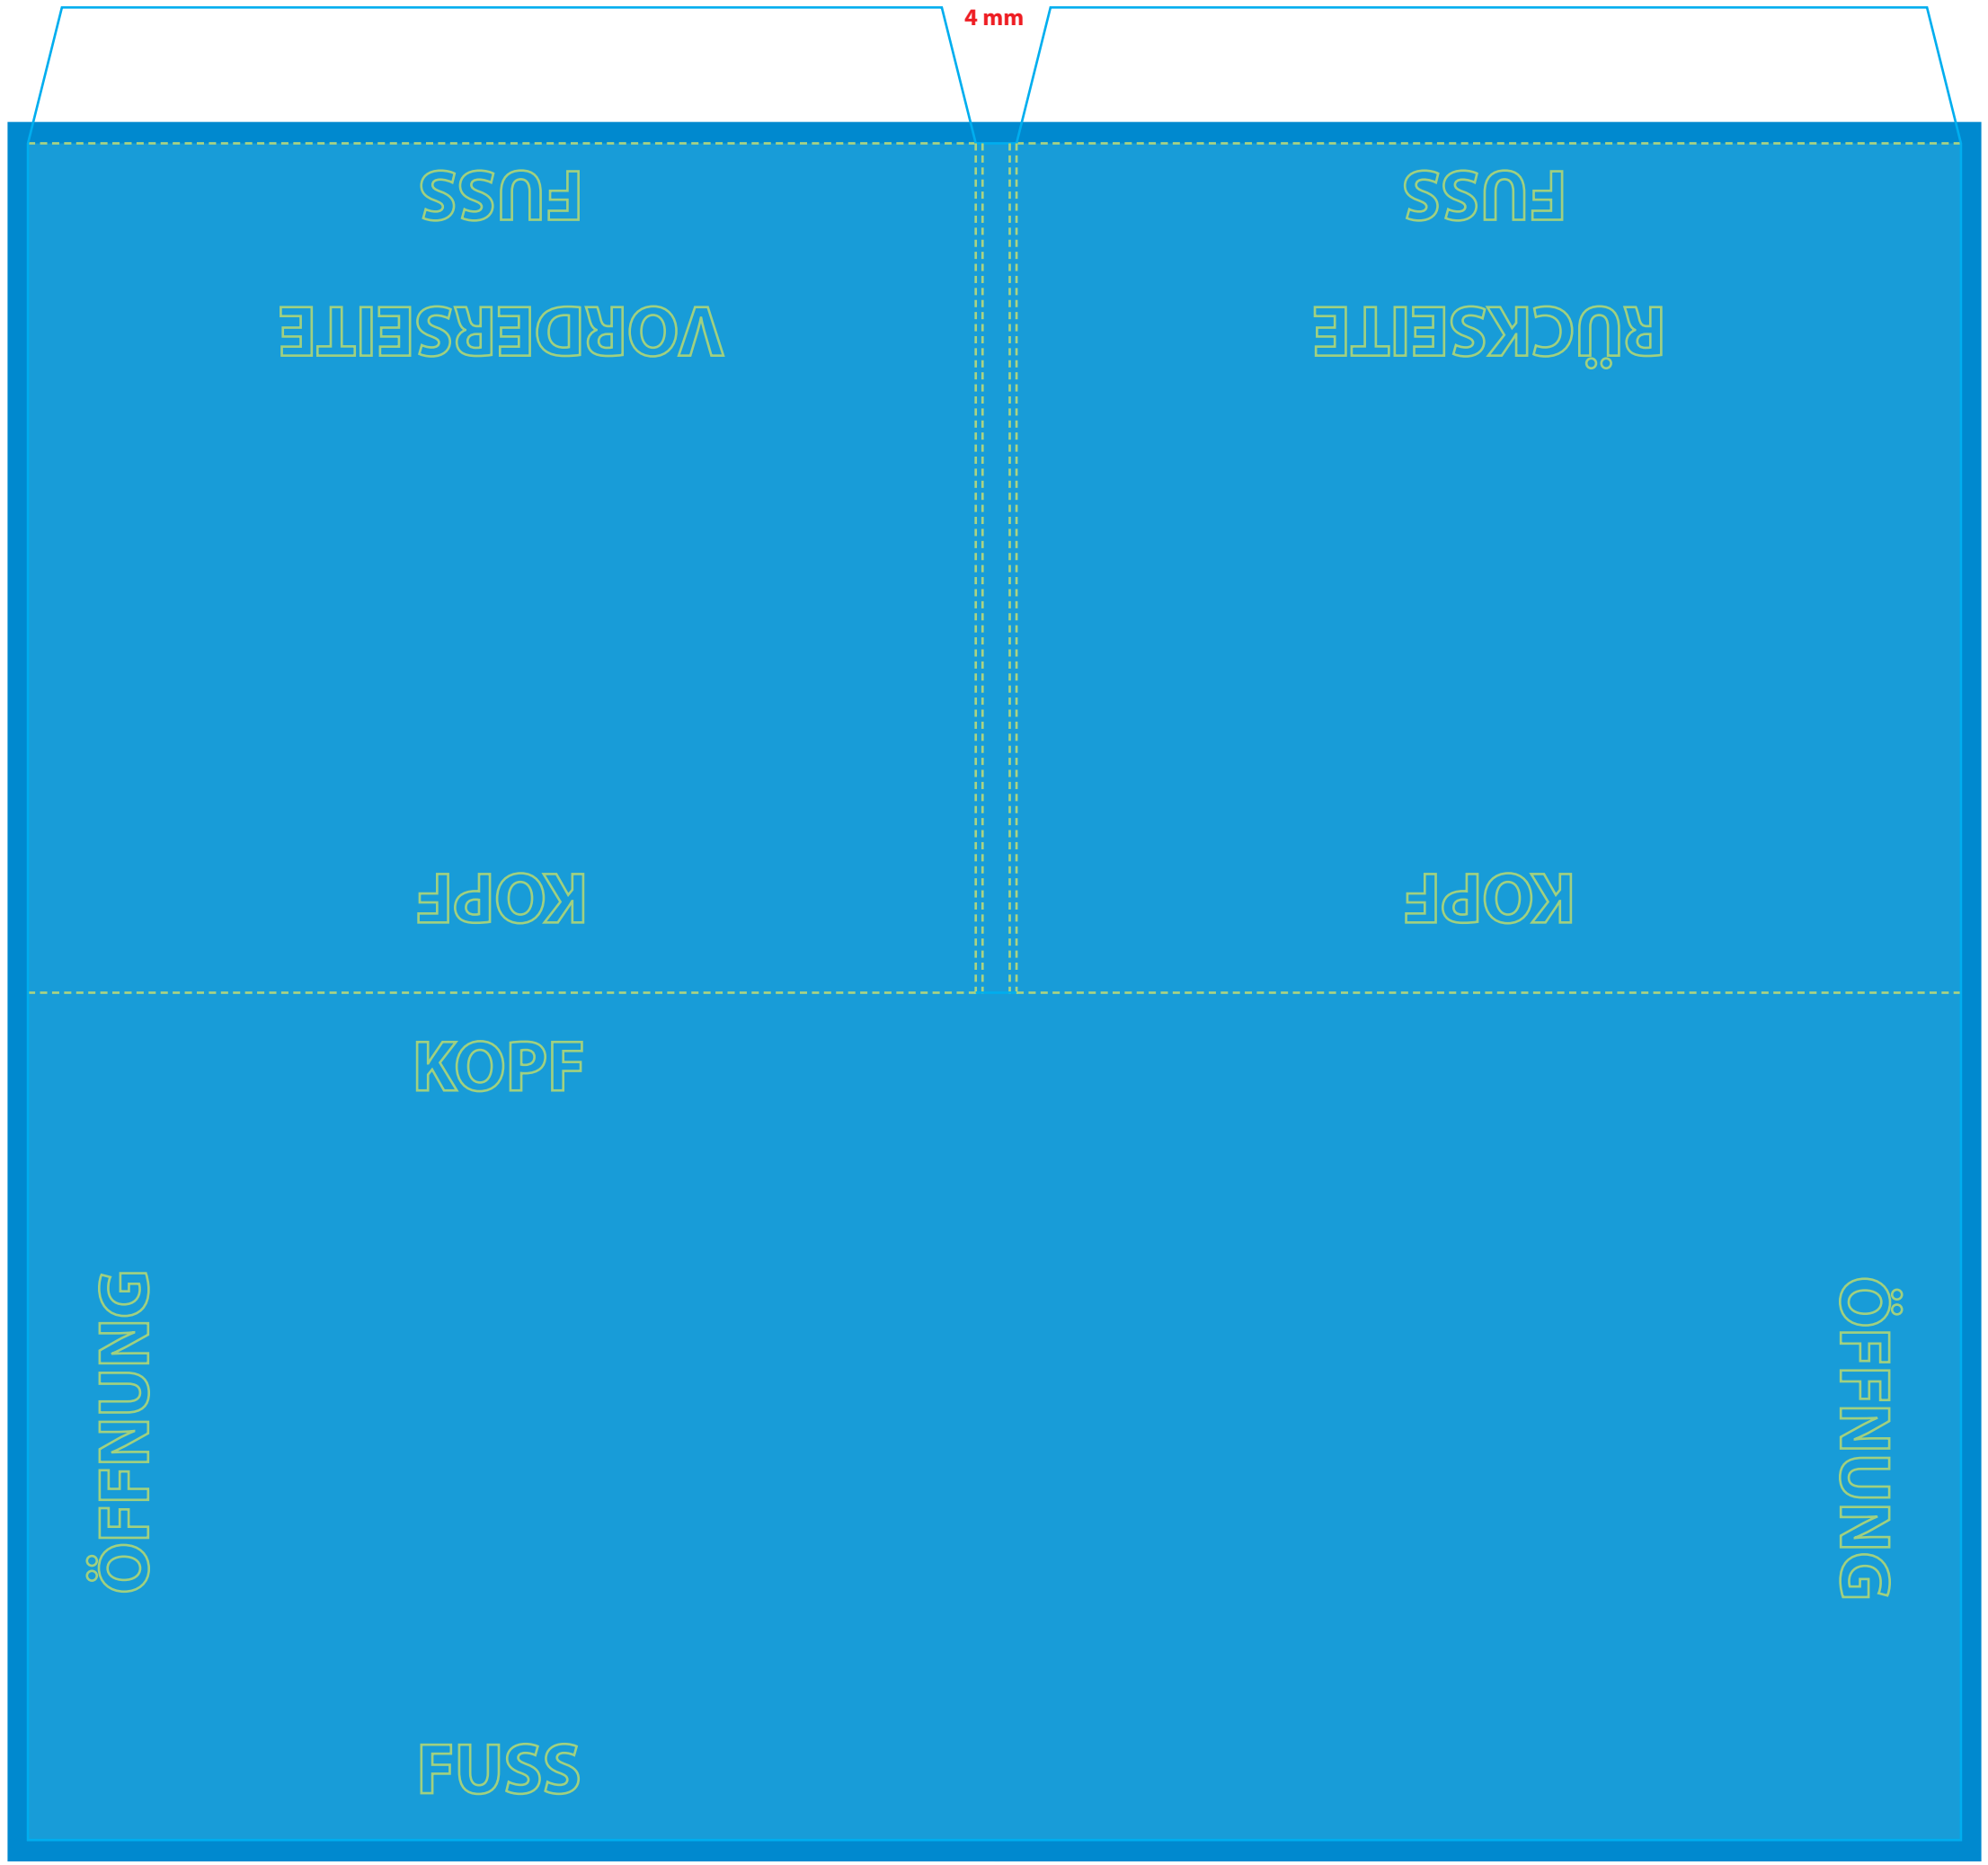 4 mm
FUSS
FUSS
VORDERSEITE
RÜCKSEITE
KOPF
KOPF
KOPF
ÖFFNUNG
ÖFFNUNG
FUSS